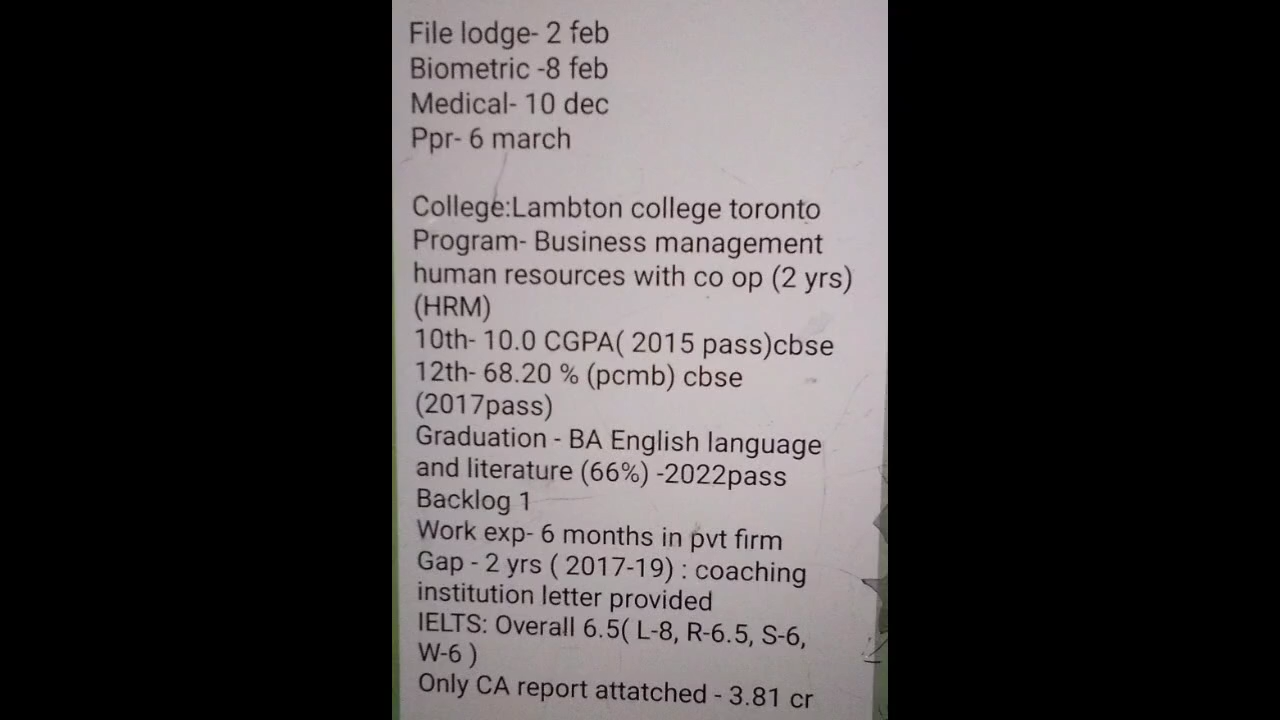 File lodge- 2 feb
Biometric -8 feb
Medical- 10 dec
Ppr- 6 march
College:Lambton college toronto
Program- Business management
human resources with co op (2 yrs)
(HRM)
10th- 10.0 CGPA( 2015 pass)cbse
12th- 68.20 % (pcmb) cbse
(2017pass)
Graduation - BA English language
and literature (66%) -2022pass
Backlog 1
Work exp- 6 months in pvt firm
Gap - 2 yrs ( 2017-19) : coaching
institution letter provided
IELTS: Overall 6.5( L-8, R-6.5, S-6,
W-6 )
Only CA report attatched - 3.81 cr